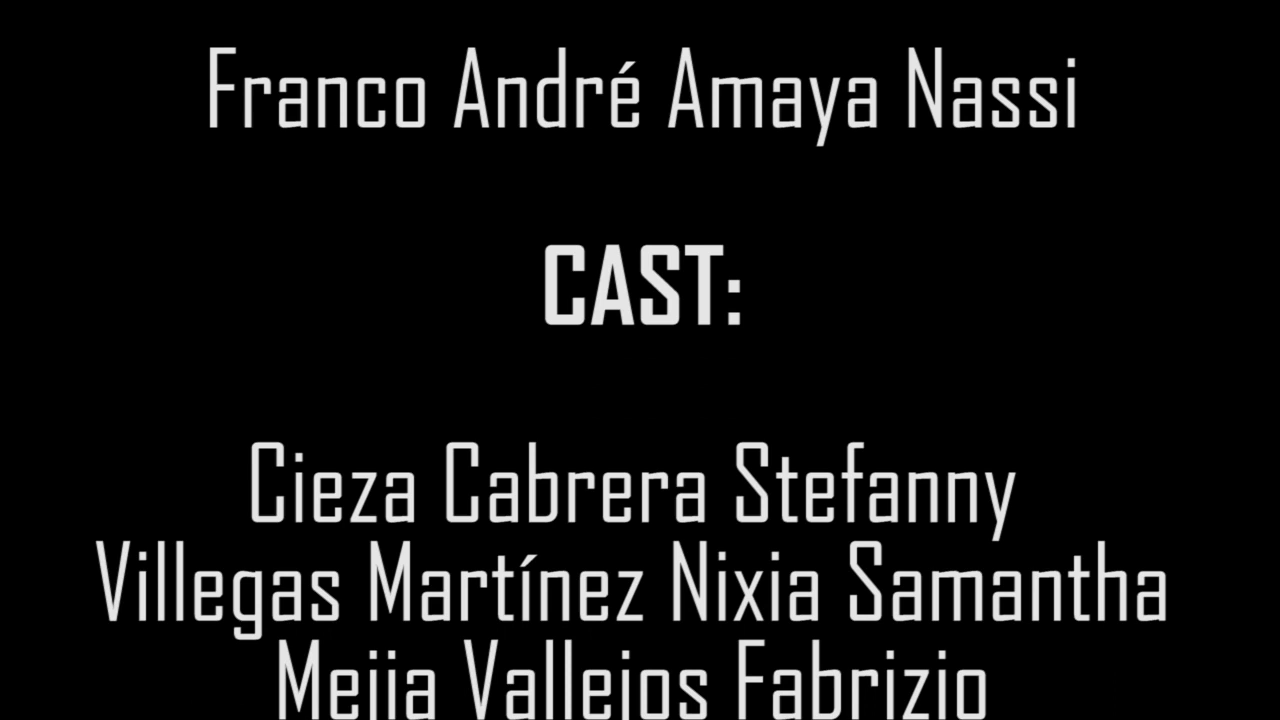 Franco André Amaya Nassi
CAST:
Cieza Cabrera Stefanny
Villegas Martínez Nixia Samantha
Mejia Vallejos Fabrizio